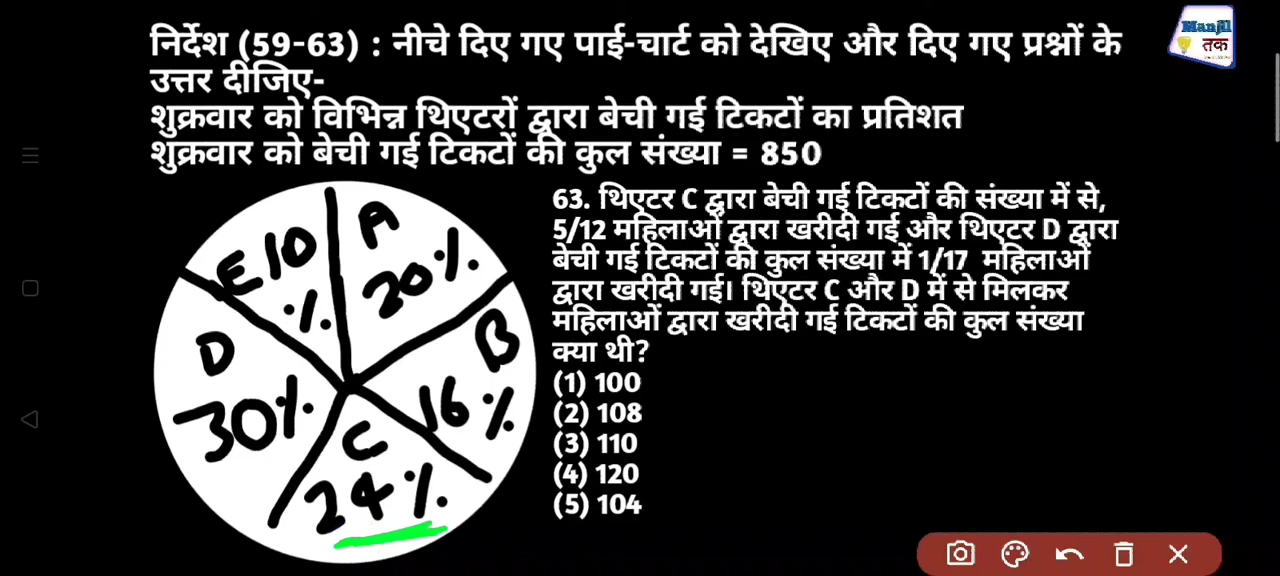 निर्देश (59-63) : नीचे दिए गए पाई-चार्ट को देखिए और दिए गए प्रश्नों के
उत्तर दीजिए-
शुक्रवार को विभिन्न थिएटरों द्वारा बेची गई टिकटों का प्रतिशत
शुक्रवार को बेची गई टिकटों की कुल संख्या = 850
Manjil
तक
E 10
%
A
20%
B
16%
C
24%
D
30%
63. थिएटर C द्वारा बेची गई टिकटों की संख्या में से,
5/12 महिलाओं द्वारा खरीदी गई और थिएटर D द्वारा
बेची गई टिकटों की कुल संख्या में 1/17 महिलाओं
द्वारा खरीदी गई। थिएटर C और D में से मिलकर
महिलाओं द्वारा खरीदी गई टिकटों की कुल संख्या
क्या थी?
(1) 100
(2) 108
(3) 110
(4) 120
(5) 104